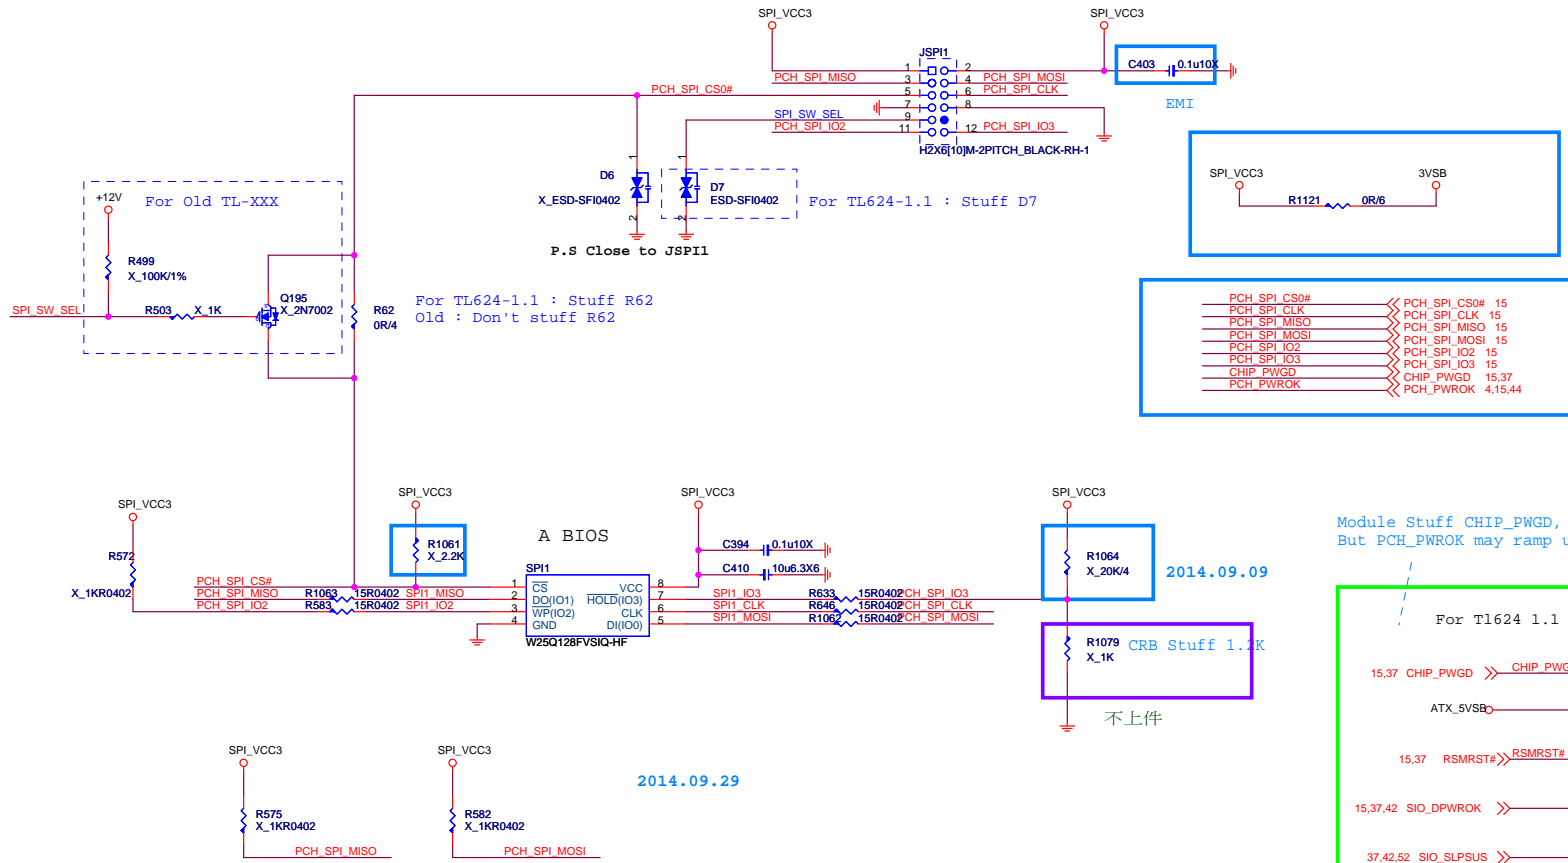 SPI_VCC3
SPI_VCC3
JSPI1
1
2
C403
0.1u10X
PCH_SPI_MISO
3
4
PCH_SPI_MOSI
PCH_SPI_CS0#
5
6
PCH_SPI_CLK
7
8
EMI
SPI_SW_SEL
9
PCH_SPI_IO2
11
12
PCH_SPI_IO3
H2X6[10]M-2PITCH_BLACK-RH-1
1
1
D6
X_ESD-SFI0402
2
D7
ESD-SFI0402
2
For TL624-1.1 : Stuff D7
P.S Close to JSPI1
SPI_VCC3
3VSB
R1121
0R/6
For Old TL-XXX
+12V
R499
X_100K/1%
SPI_SW_SEL
R503
X_1K
Q195
X_2N7002
R62
0R/4
For TL624-1.1 : Stuff R62
Old : Don't stuff R62
PCH_SPI_CS0#
PCH_SPI_CS0# 15
PCH_SPI_CLK
PCH_SPI_CLK 15
PCH_SPI_MISO
PCH_SPI_MISO 15
PCH_SPI_MOSI
PCH_SPI_MOSI 15
PCH_SPI_IO2
PCH_SPI_IO2 15
PCH_SPI_IO3
PCH_SPI_IO3 15
CHIP_PWGD
CHIP_PWGD 15,37
PCH_PWROK
PCH_PWROK 4,15,44
SPI_VCC3
R572
X_1KR0402
SPI_VCC3
R1061
X_2.2K
A BIOS
SPI_VCC3
C394
0.1u10X
C410
10u6.3X6
SPI1
PCH_SPI_CS#
1
CS
VCC
8
PCH_SPI_MISO
R1063
15R0402
SPI1_MISO
2
DO(IO1)
HOLD(IO3)
7
SPI1_IO3
R633
15R0402
PCH_SPI_IO3
PCH_SPI_IO2
R583
15R0402
SPI1_IO2
3
WP(IO2)
CLK
6
SPI1_CLK
R646
15R0402
PCH_SPI_CLK
4
GND
DI(IO0)
5
SPI1_MOSI
R1062
15R0402
PCH_SPI_MOSI
W25Q128FVSIQ-HF
SPI_VCC3
R1064
X_20K/4
2014.09.09
R1079
X_1K
CRB Stuff 1.2K
不上件
Module Stuff CHIP_PWGD,
But PCH_PWROK may ramp
For Tl624 1.1
15,37 CHIP_PWGD
ATX_5VSB
15,37 RSMRST#
RSMRST#
15,37,42 SIO_DPWROK
37,42,52 SIO_SLPSUS
SPI_VCC3
R575
X_1KR0402
PCH_SPI_MISO
SPI_VCC3
R582
X_1KR0402
PCH_SPI_MOSI
2014.09.29